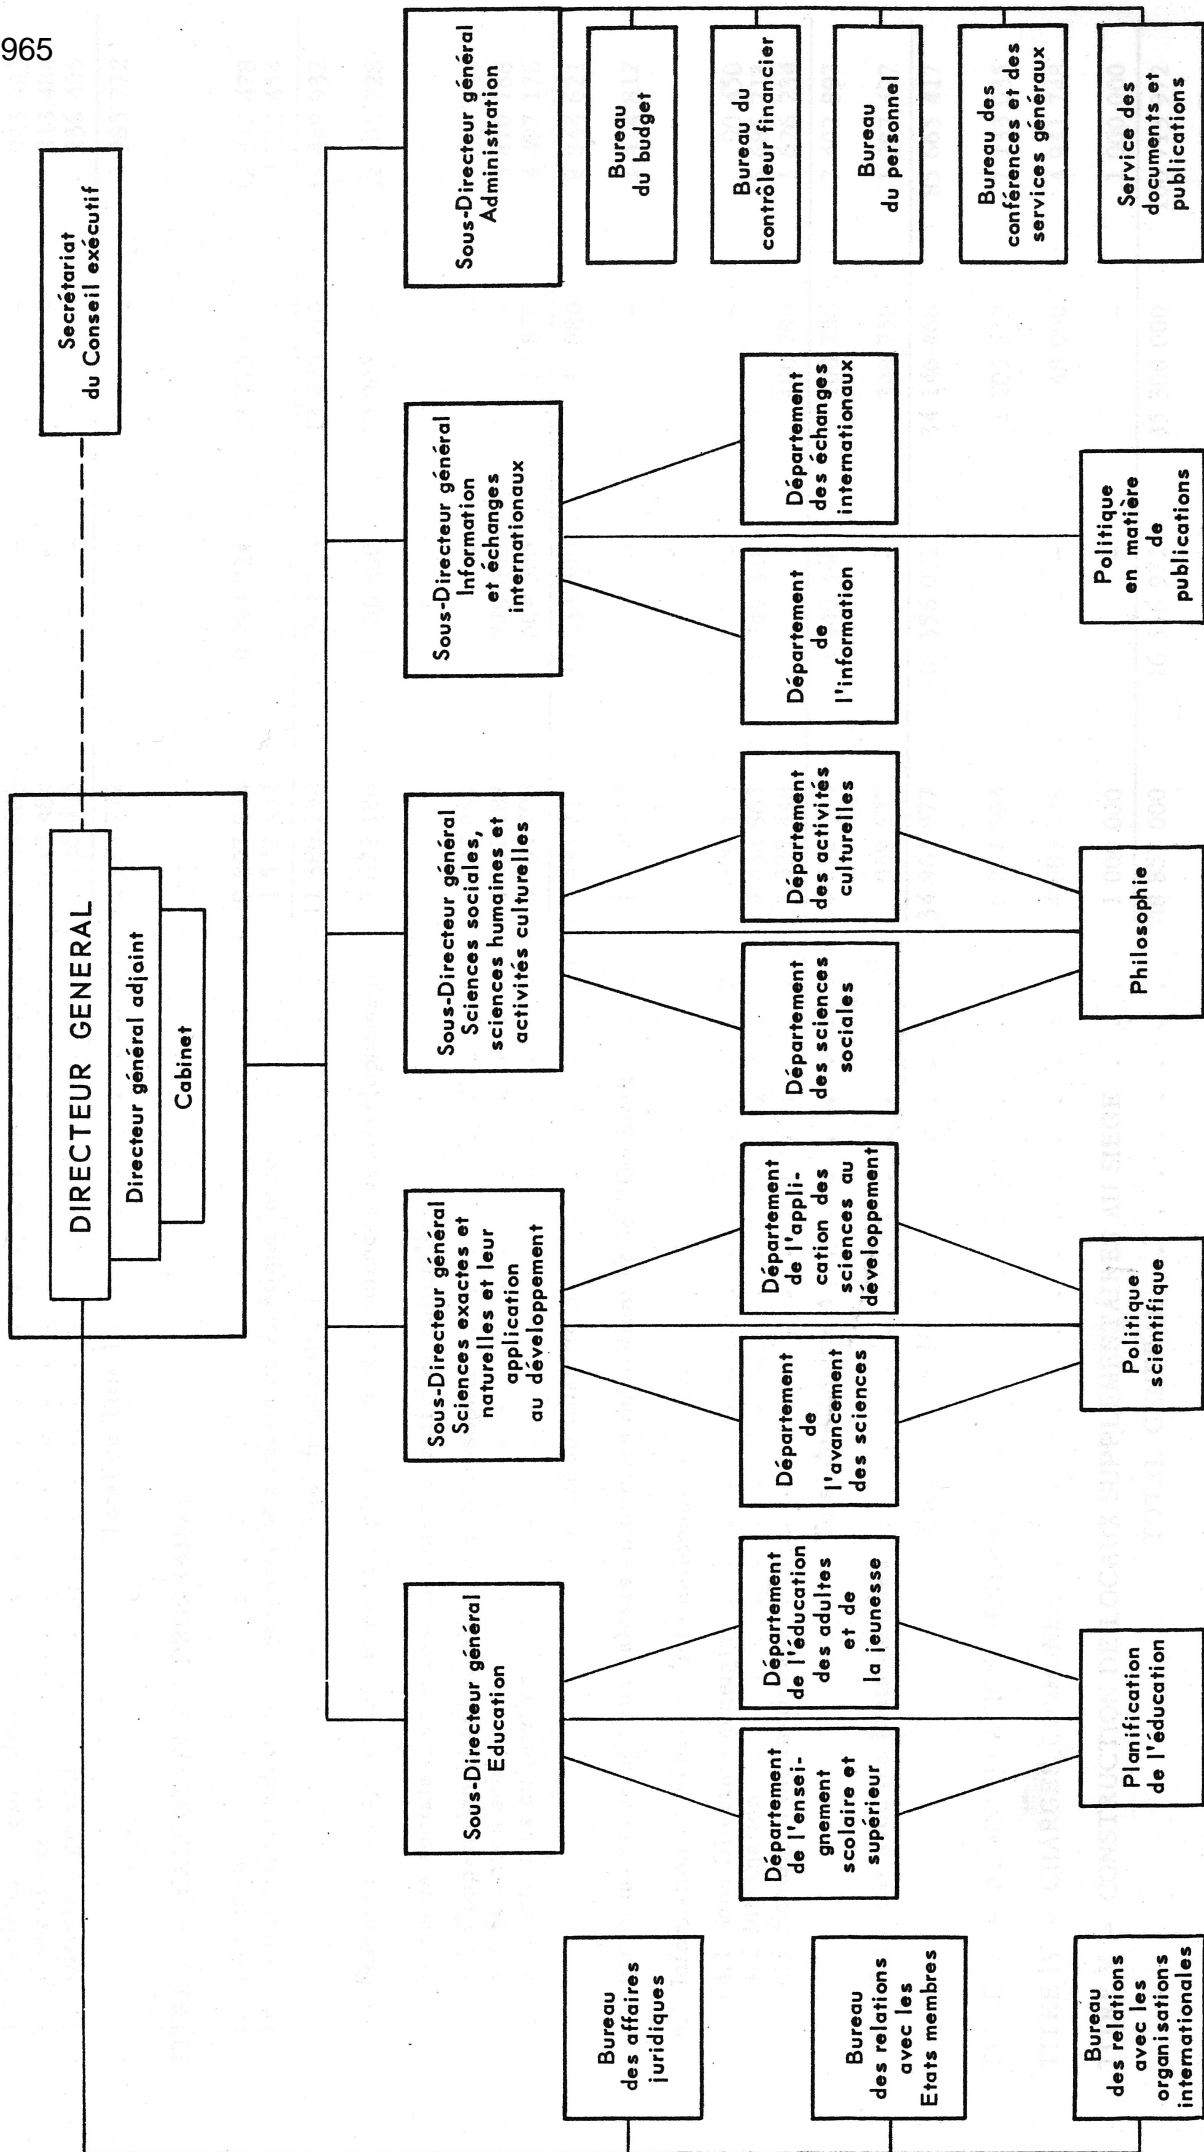 965
Secrétariat
du Conseil exécutif
DIRECTEUR GENERAL
Directeur général adjoint
Cabinet
Sous-Directeur général
Education
Sous-Directeur général
Sciences exactes et
naturelles et leur
application
au développement
Sous-Directeur général
Sciences sociales,
sciences humaines et
activités culturelles
Sous-Directeur général
Information
et échanges
internationaux
Sous-Directeur général
Administration
Bureau
des affaires
juridiques
Bureau
des relations
avec les
Etats membres
Bureau
des relations
avec les
organisations
internationales
Département
de l'ensei-
gnement
scolaire et
supérieur
Département
de l'éducation
des adultes
et de
la jeunesse
Planification
de l'éducation
Département
de
l'avancement
des sciences
Département
de l'appli-
cation des
sciences au
développement
Politique
scientifique
Département
des sciences
sociales
Département
des activités
culturelles
Philosophie
Département
de
l'information
Département
des échanges
internationaux
Politique
en matière
de
publications
Bureau
du budget
Bureau du
contrôleur financier
Bureau
du personnel
Bureau des
conférences et des
services généraux
Service des
documents et
publications